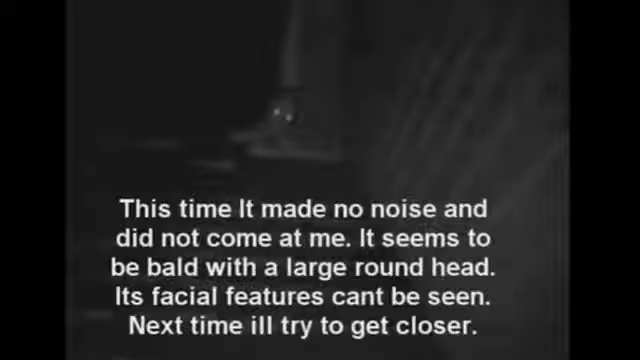 This time It made no noise and
did not come at me. It seems to
be bald with a large round head.
Its facial features cant be seen.
Next time ill try to get closer.